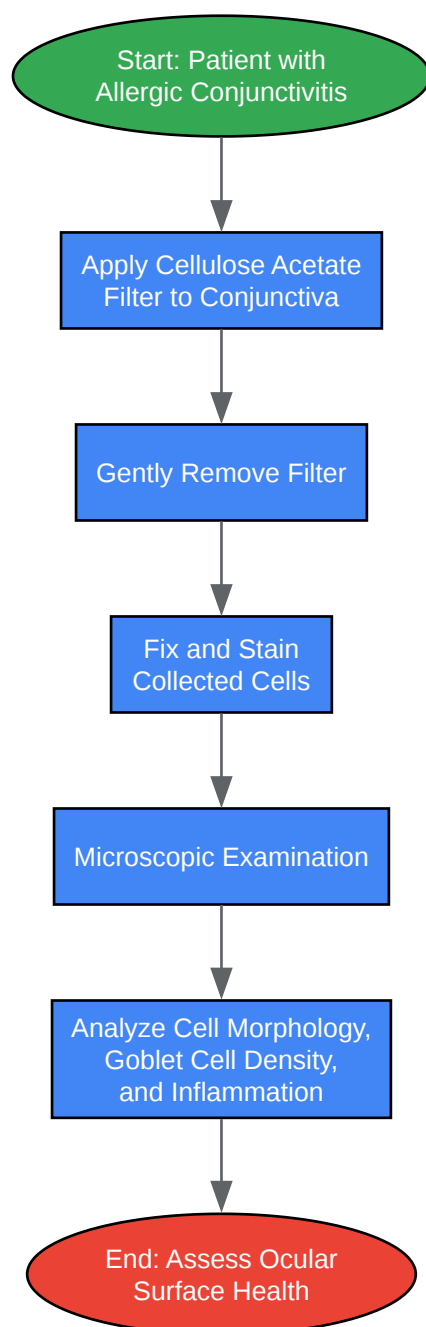 Start: Patient with
Allergic Conjunctivitis
Apply Cellulose Acetate
Filter to Conjunctiva
Gently Remove Filter
Fix and Stain
Collected Cells
Microscopic Examination
Analyze Cell Morphology,
Goblet Cell Density,
and Inflammation
End: Assess Ocular
Surface Health